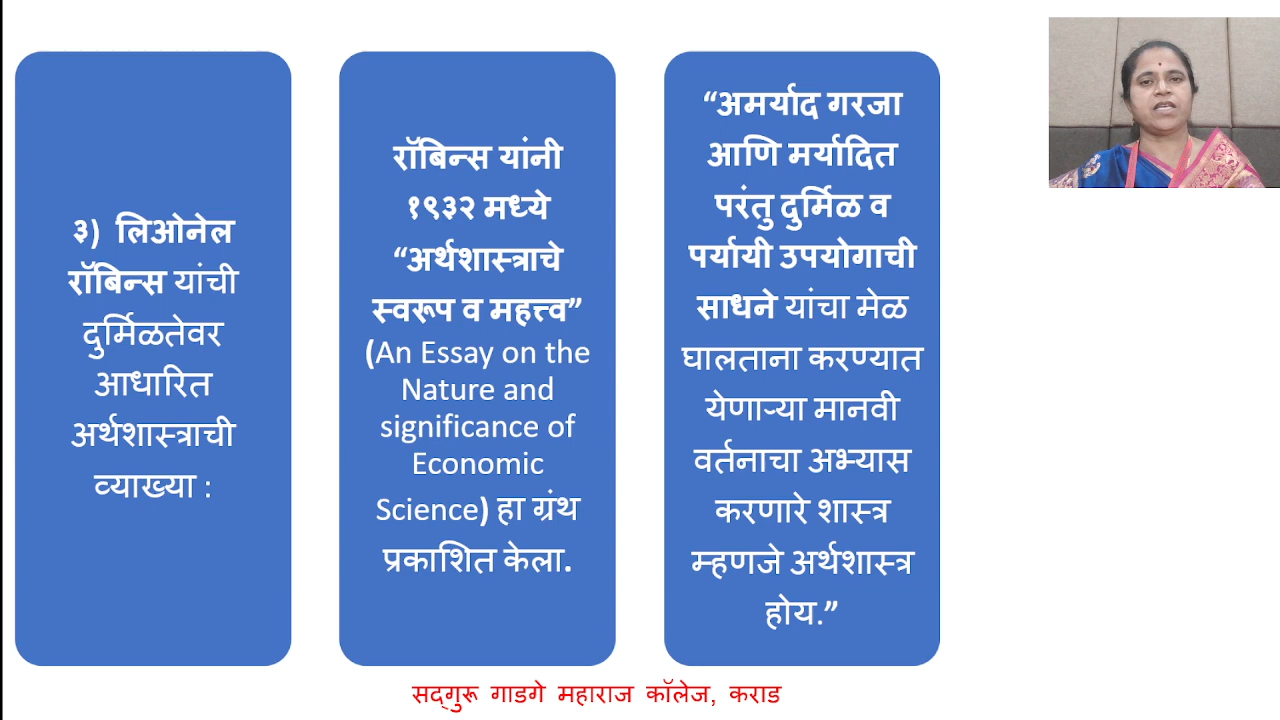 ३) लिओनेल
रॉबिन्स यांची
दुर्मिळतेवर
आधारित
अर्थशास्त्राची
व्याख्या :
रॉबिन्स यांनी
१९३२ मध्ये
“अर्थशास्त्राचे
स्वरूप व महत्त्व”
(An Essay on the
Nature and
significance of
Economic
Science) हा ग्रंथ
प्रकाशित केला.
“अमर्याद गरजा
आणि मर्यादित
परंतु दुर्मिळ व
पर्यायी उपयोगाची
साधने यांचा मेळ
घालताना करण्यात
येणाऱ्या मानवी
वर्तनाचा अभ्यास
करणारे शास्त्र
म्हणजे अर्थशास्त्र
होय.”
सद्‌गुरू गाडगे महाराज कॉलेज, कराड